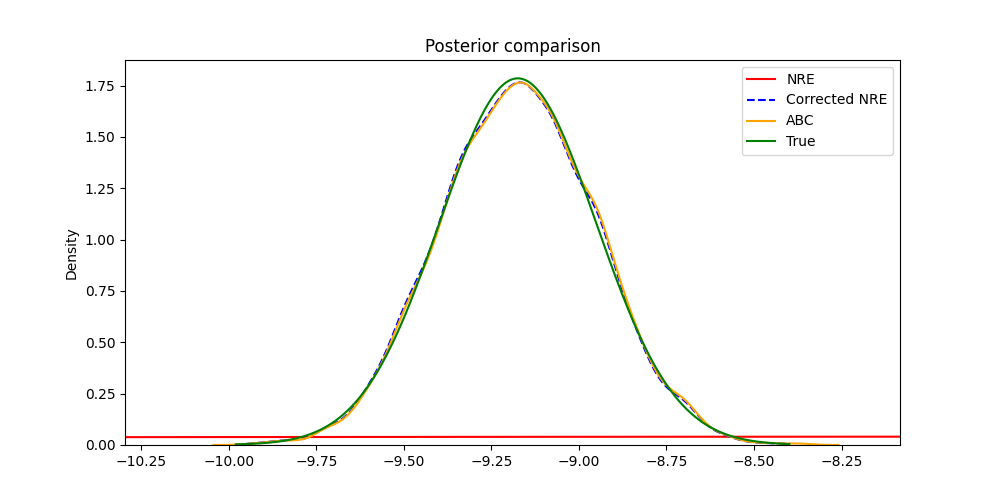 Posterior comparison
NRE
Corrected NRE
ABC
True
Density
1.75
1.50
1.25
1.00
0.75
0.50
0.25
0.00
−10.25 −10.00 −9.75 −9.50 −9.25 −9.00 −8.75 −8.50 −8.25